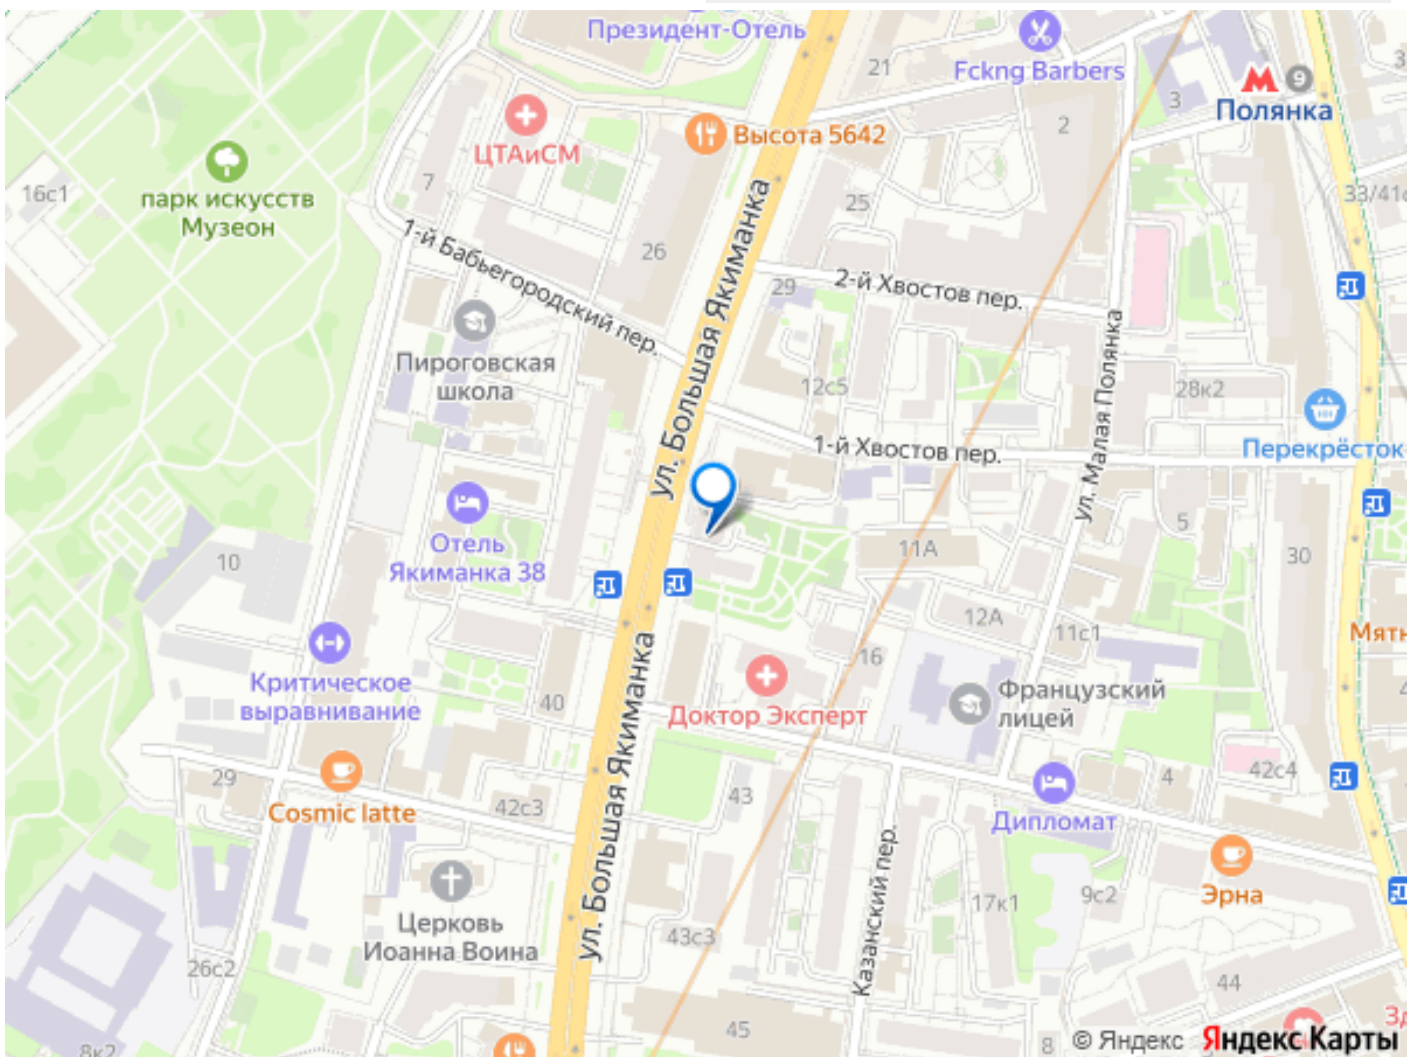 Президент-Отель
21
Fckng Barbers
9
3
Полянка
2
Высота 5642
ЦТАиСМ
7
16с1
парк искусств
Музеон
25
26
1-й Бабьегородский пер.
ул. Большая Якиманка
2-й Хвостов пер.
29
33/41
Пироговская
школа
12с5
28к2
ул. Малая Полянка
1-й Хвостов пер.
Перекрёсток
Отель
Якиманка 38
10
11А
5
30
12А
11с1
16
Критическое
выравнивание
40
ул. Большая Якиманка
Доктор Эксперт
Французский
лицей
29
Cosmic latte
42с3
43
Дипломат
4
42с4
Эрна
Казанский пер.
Церковь
Иоанна Воина
26с2
43с3
17к1
9с2
44
45
8
8к2
© Яндекс Яндекс Карты